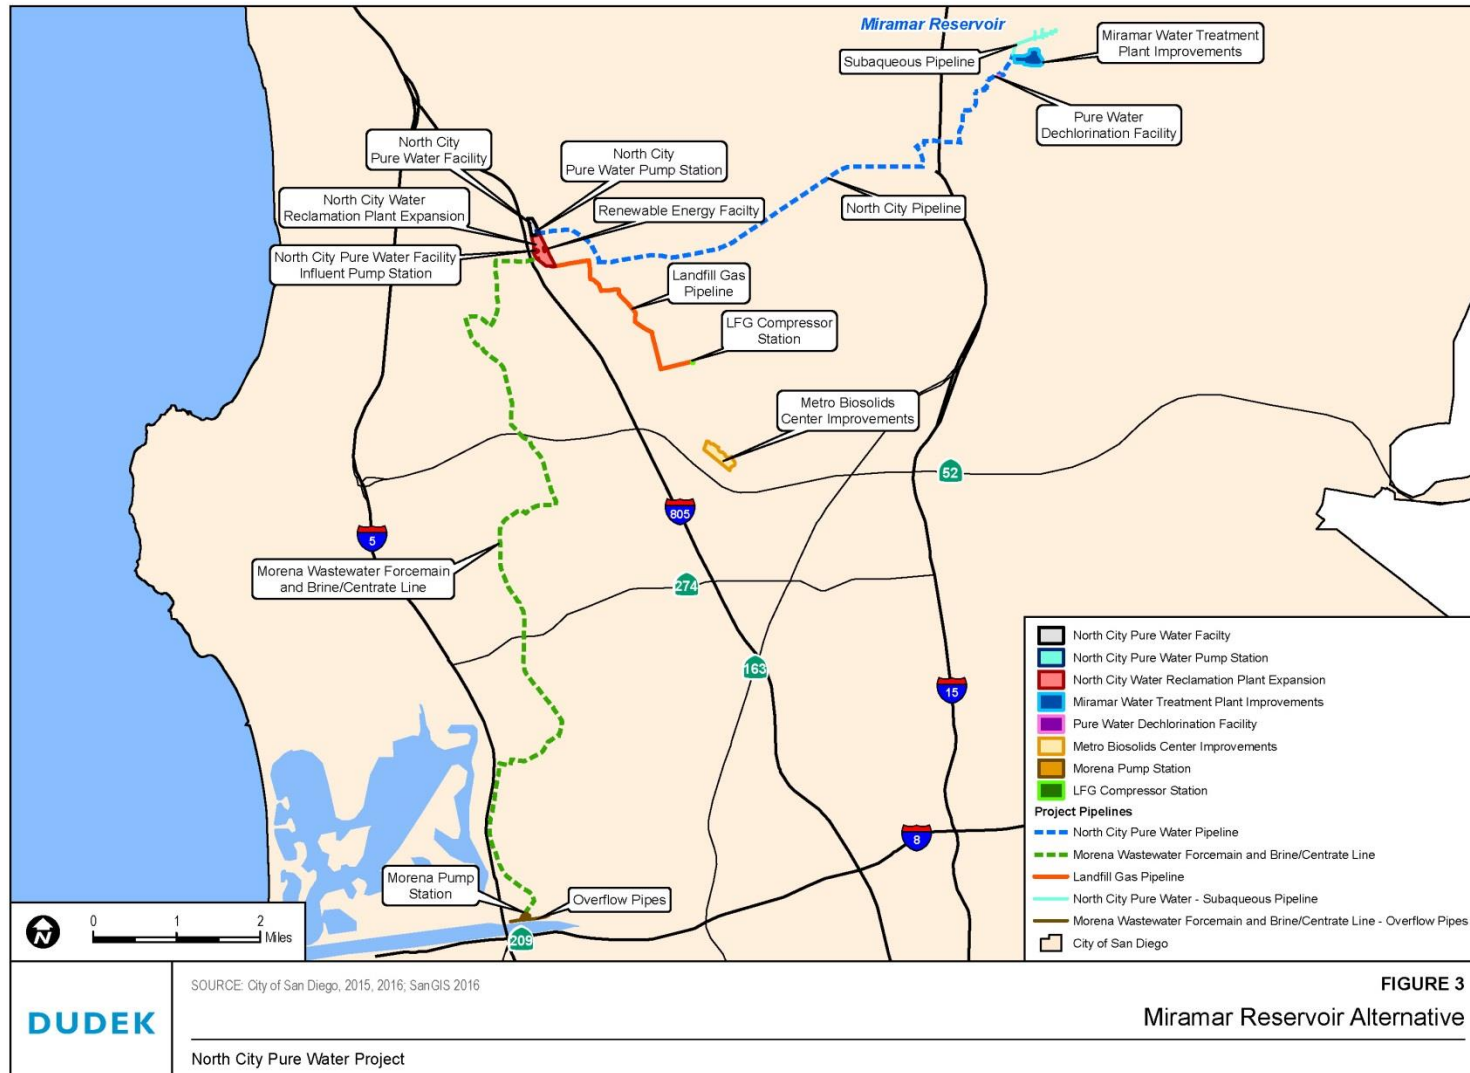 Miramar Reservoir
Subaqueous Pipeline
Miramar Water Treatment
Plant Improvements
Pure Water
Dechlorination Facility
North City
Pure Water Facility
North City
Pure Water Pump Station
North City Water
Reclamation Plant Expansion
Renewable Energy Facilty
North City Pipeline
North City Pure Water Facility
Influent Pump Station
Landfill Gas
Pipeline
LFG Compressor
Station
Metro Biosolids
Center Improvements
52
805
5
Morena Wastewater Forcemain
and Brine/Centrate Line
274
163
15
8
Morena Pump
Station
Overflow Pipes
209
N
0 1 2
Miles
North City Pure Water Facilty
North City Pure Water Pump Station
North City Water Reclamation Plant Expansion
Miramar Water Treatment Plant Improvements
Pure Water Dechlorination Facility
Metro Biosolids Center Improvements
Morena Pump Station
LFG Compressor Station
Project Pipelines
North City Pure Water Pipeline
Morena Wastewater Forcemain and Brine/Centrate Line
Landfill Gas Pipeline
North City Pure Water - Subaqueous Pipeline
Morena Wastewater Forcemain and Brine/Centrate Line - Overflow Pipes
City of San Diego
DUDEK
SOURCE: City of San Diego, 2015, 2016; SanGIS 2016
FIGURE 3
Miramar Reservoir Alternative
North City Pure Water Project